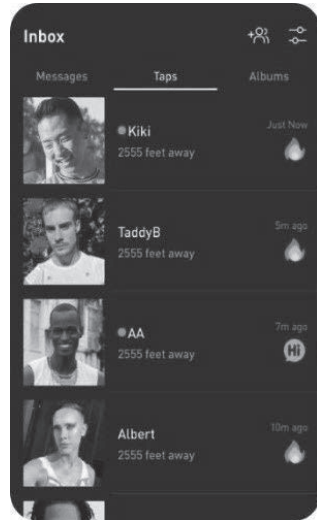 Inbox
Messages Taps Albums
Kiki Just Now
2555 feet away
TaddyB 5m ago
2555 feet away
AA 7m ago
2555 feet away Hi
Albert 10m ago
2555 feet away